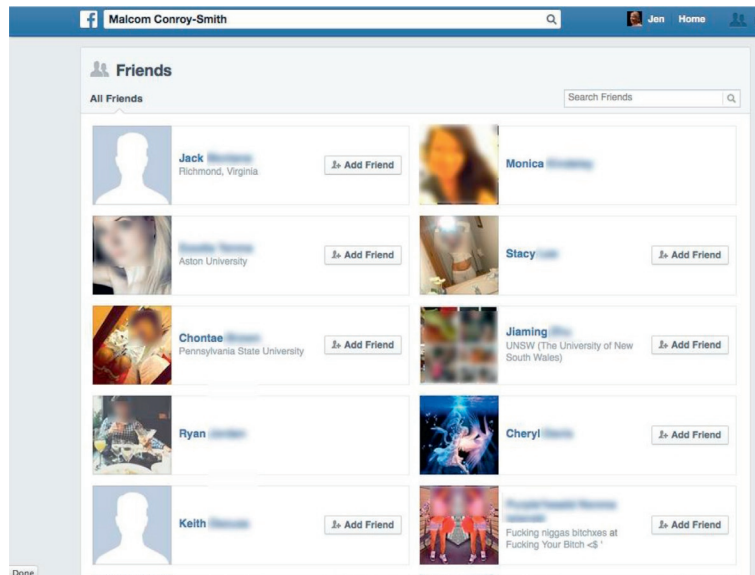 f Malcom Conroy-Smith Jen Home
Friends
All Friends Search Friends
Jack
Richmond, Virginia
Add Friend
Monica
Aston University
Add Friend
Stacy
Add Friend
Chontae
Pennsylvania State University
Add Friend
Jiaming
UNSW (The University of New
South Wales)
Add Friend
Ryan
Cheryl
Add Friend
Keith
Add Friend
Fucking niggas bitchxes at
Fucking Your Bitch <$ '
Add Friend
Done